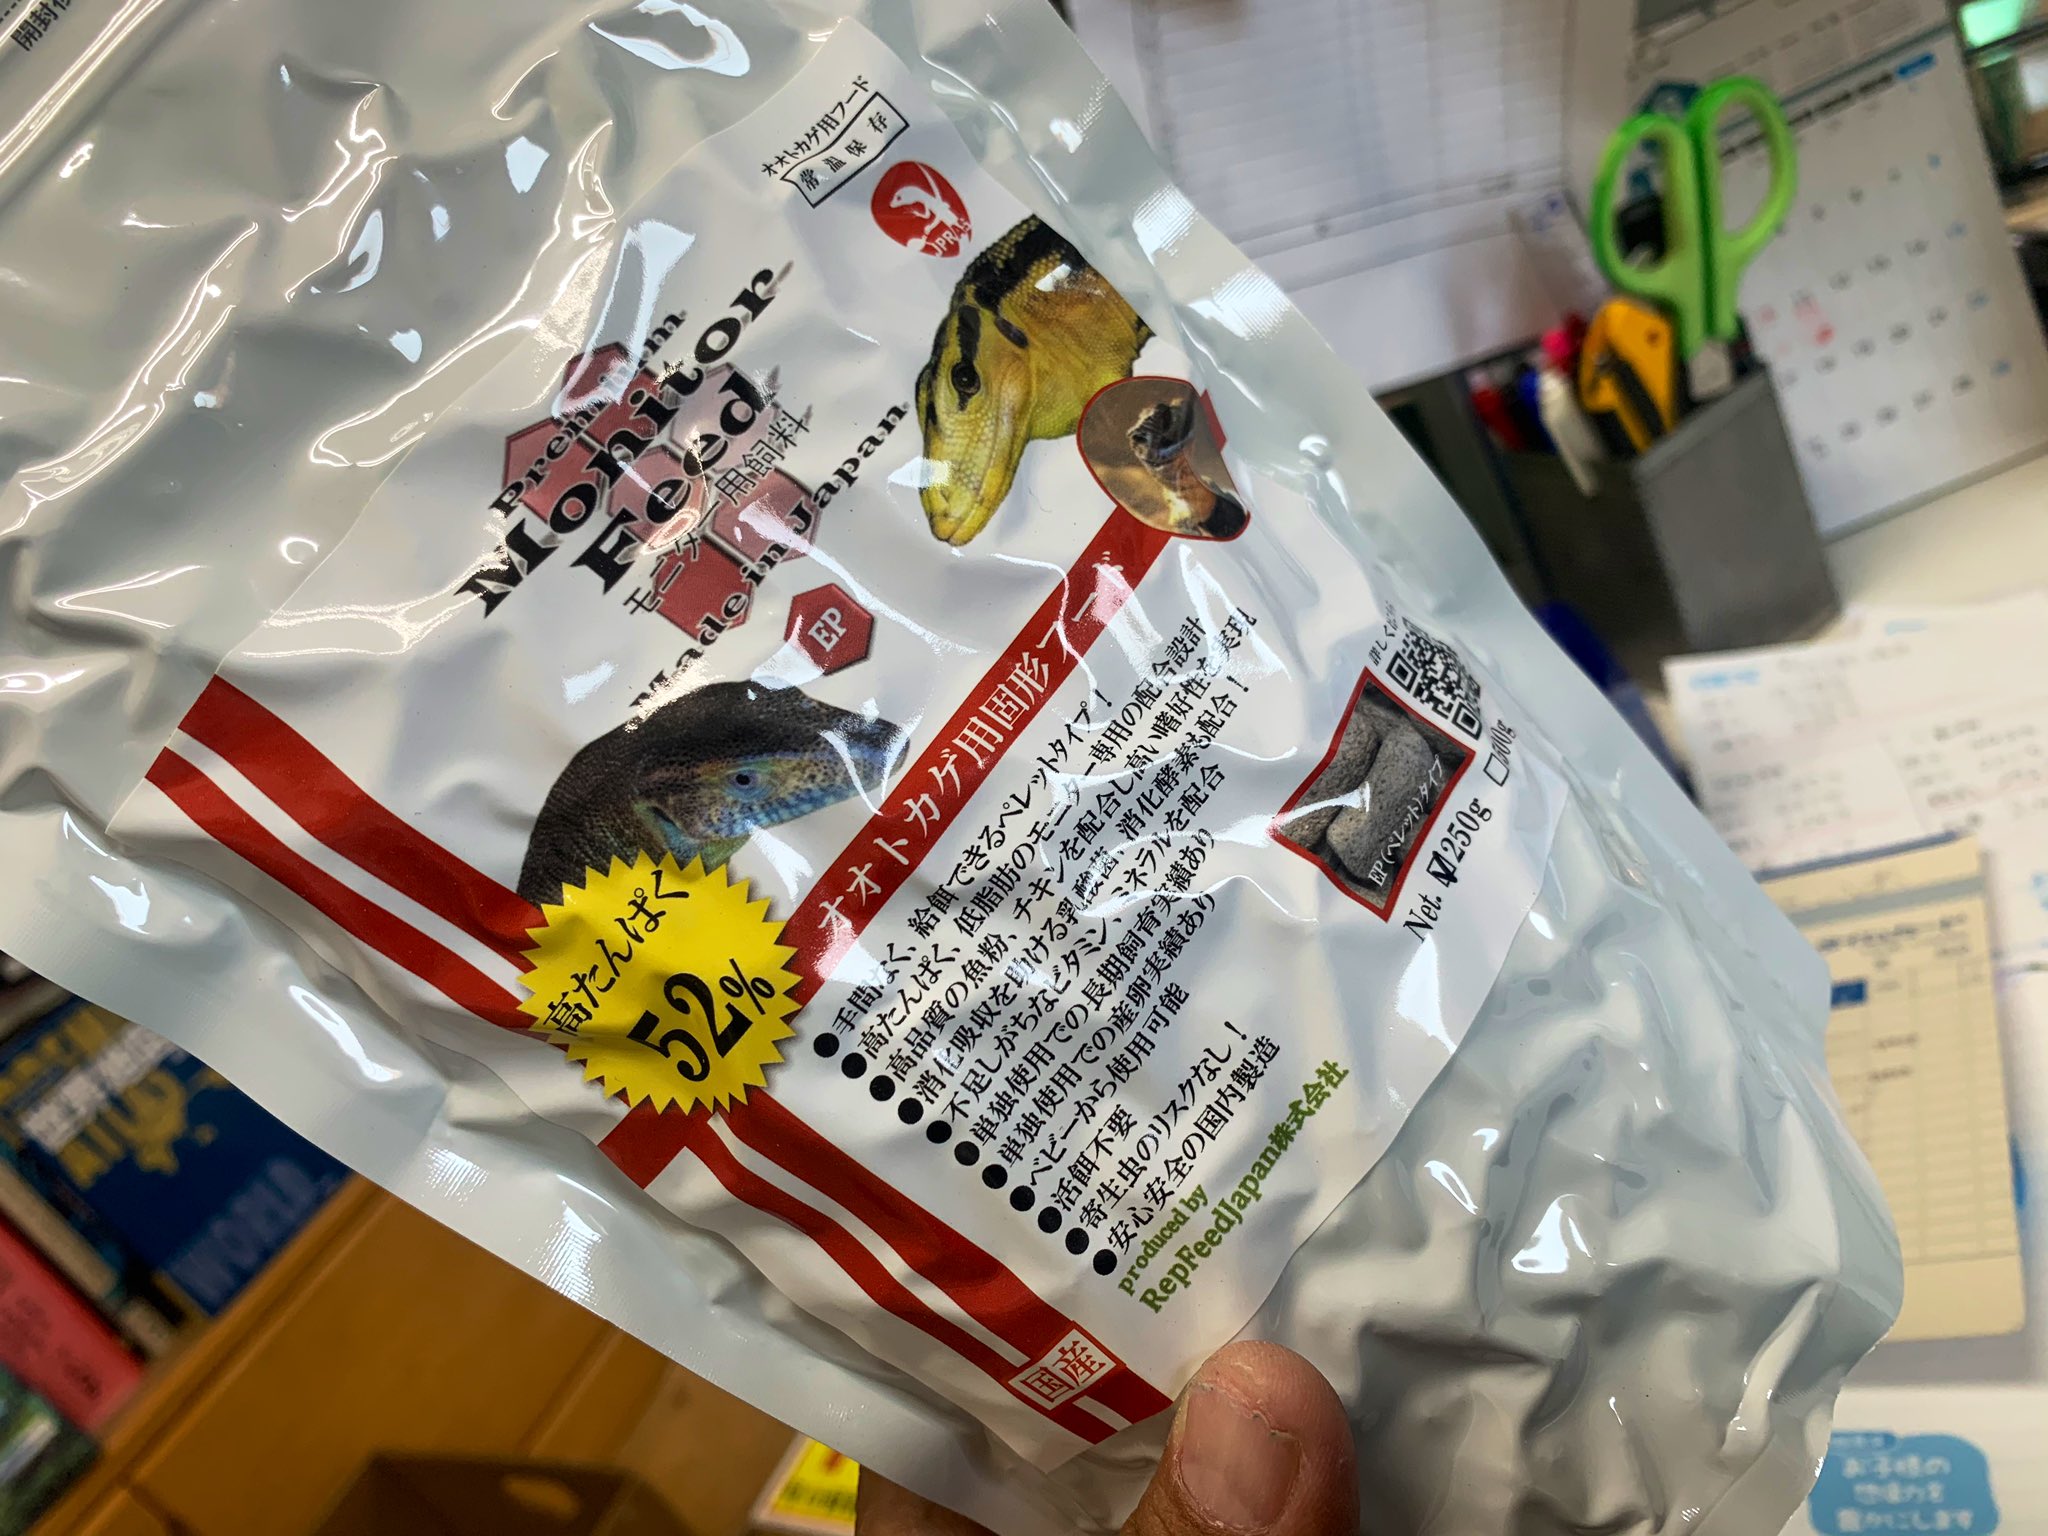 オオトカゲ用フード
常温保存
JPRAS
Premium
Monitor
Feed
モニター用飼料
Made in Japan
EP
オオトカゲ用固形フード
高たんぱく
52%
●手間なく、給餌できるペレットタイプ!
●高たんぱく、低脂肪のモニター専用の配合設計
●高品質の魚粉、チキンを配合し高い嗜好性を実現
●消化吸収を助ける乳酸菌、消化酵素も配合!
●不足しがちなビタミン、ミネラルを配合
●単独使用での長期飼育実績あり
●単独使用での産卵実績あり
●ベビーから使用可能
●活餌不要
●寄生虫のリスクなし!
●安心安全の国内製造
produced by
RepFeedJapan株式会社
国産
詳しくは
EP(ペレット)タイプ
Net. 250g
WORLD
お子様の